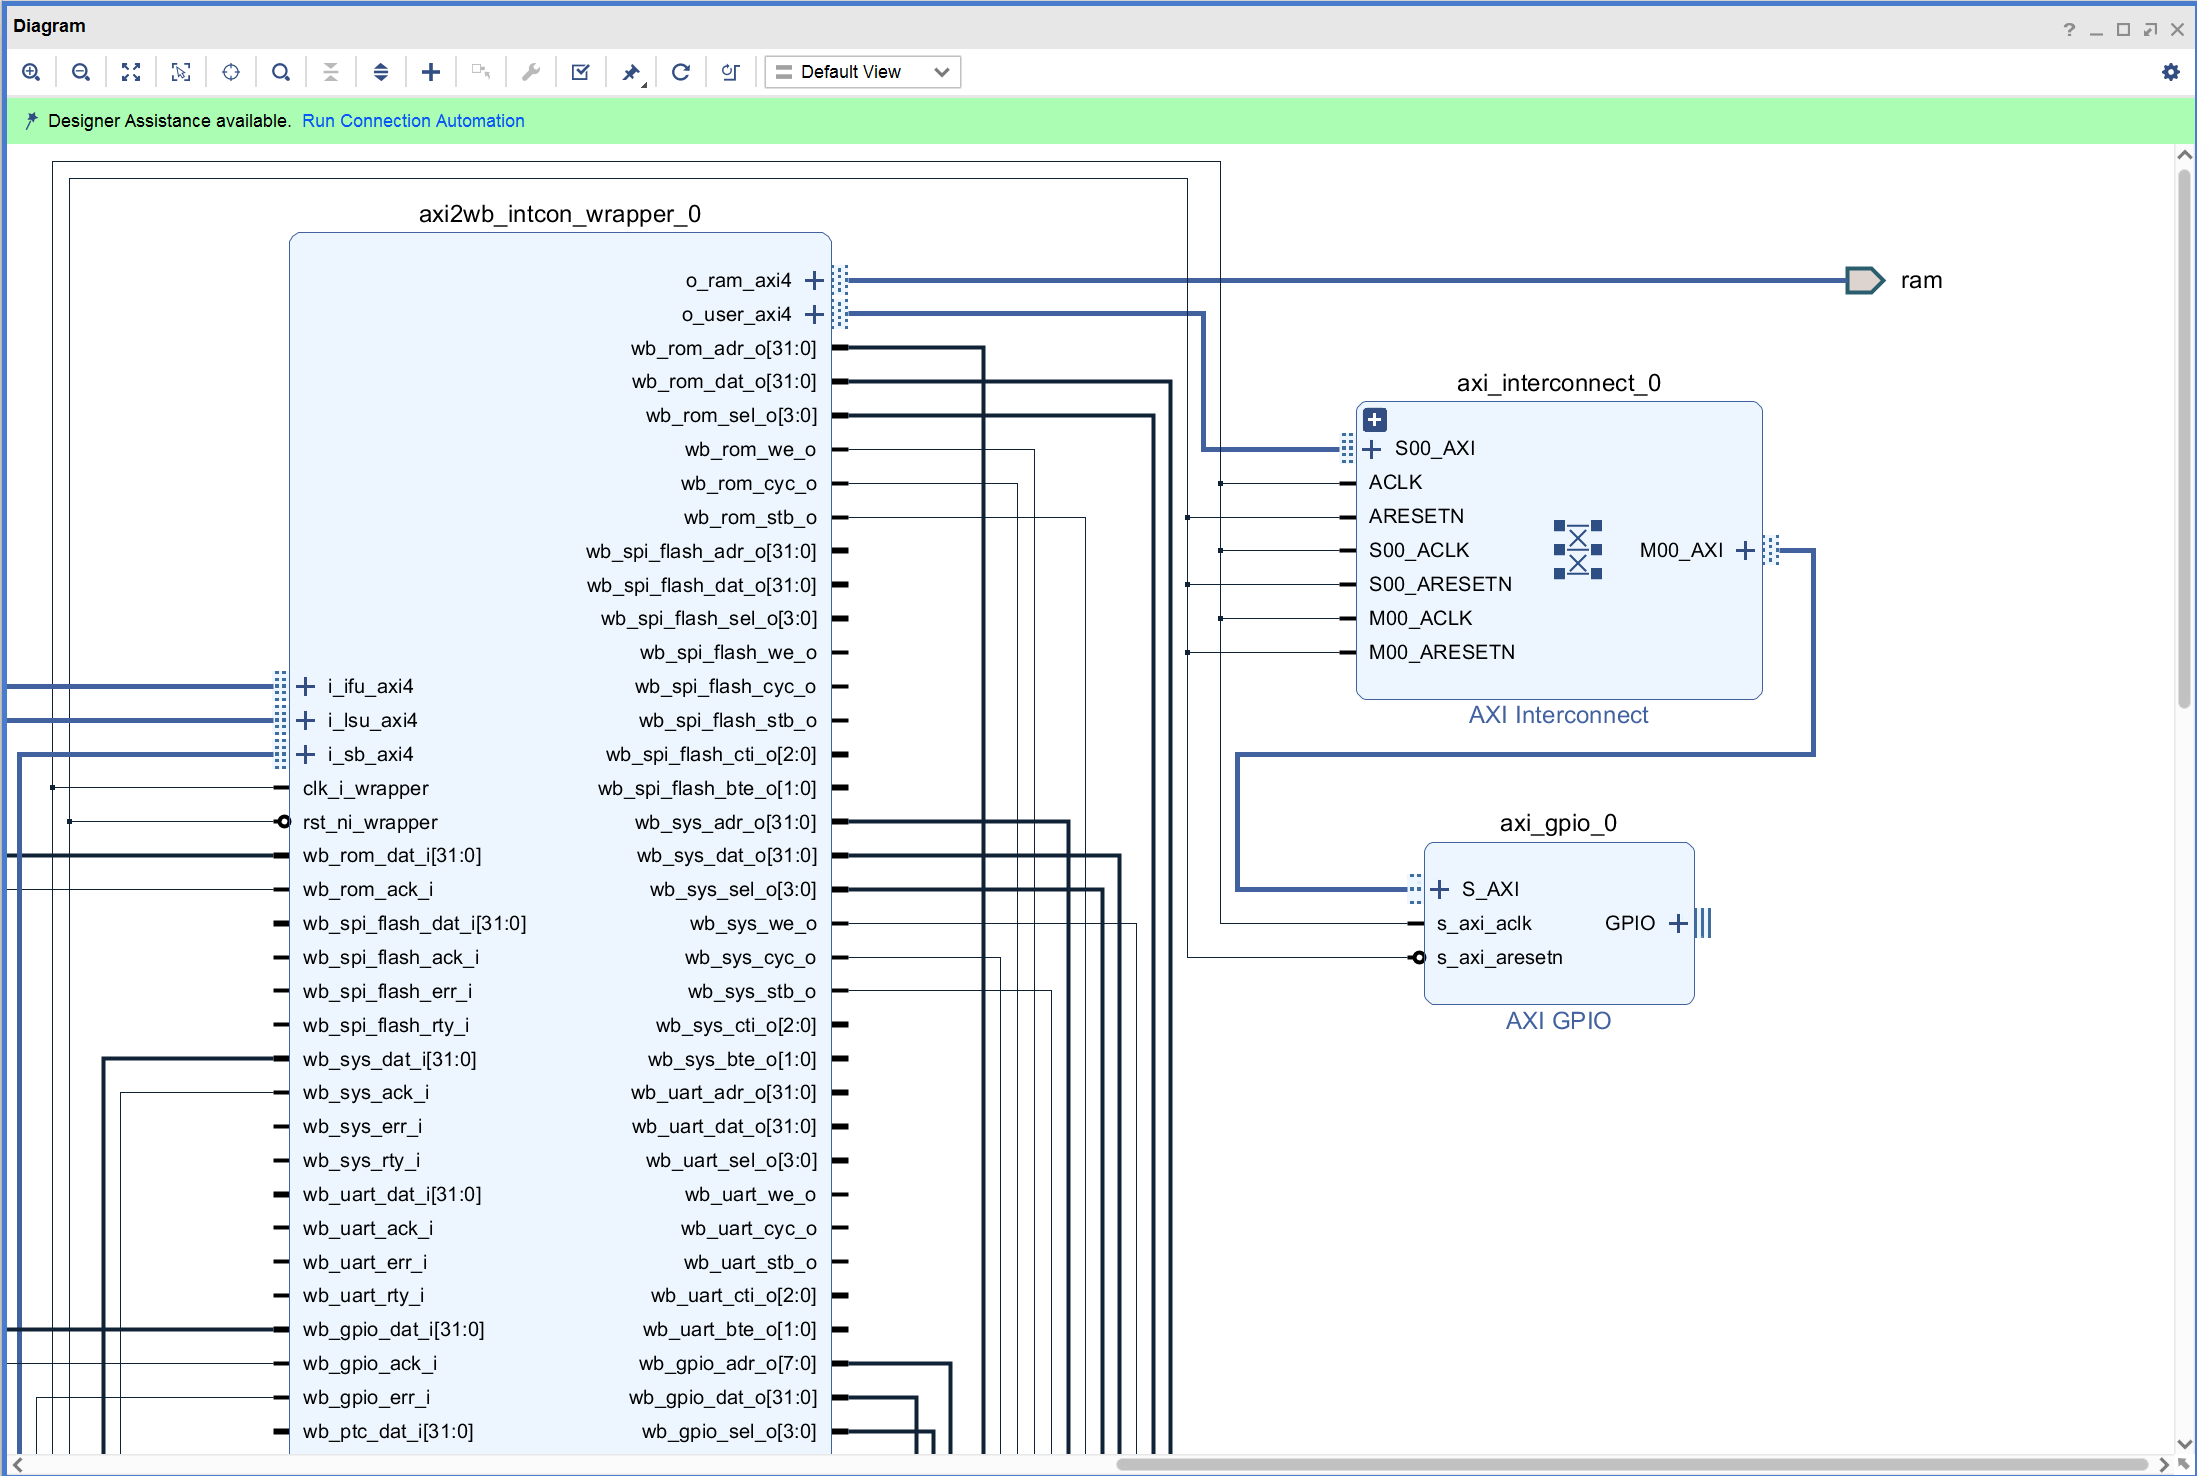 Diagram
Default View
Designer Assistance available. Run Connection Automation
axi2wb_intcon_wrapper_0
o_ram_axi4
o_user_axi4
wb_rom_adr_o[31:0]
wb_rom_dat_o[31:0]
wb_rom_sel_o[3:0]
wb_rom_we_o
wb_rom_cyc_o
wb_rom_stb_o
wb_spi_flash_adr_o[31:0]
wb_spi_flash_dat_o[31:0]
wb_spi_flash_sel_o[3:0]
wb_spi_flash_we_o
i_ifu_axi4
wb_spi_flash_cyc_o
i_lsu_axi4
wb_spi_flash_stb_o
i_sb_axi4
wb_spi_flash_cti_o[2:0]
clk_i_wrapper
wb_spi_flash_bte_o[1:0]
rst_ni_wrapper
wb_sys_adr_o[31:0]
wb_rom_dat_i[31:0]
wb_sys_dat_o[31:0]
wb_rom_ack_i
wb_sys_sel_o[3:0]
wb_spi_flash_dat_i[31:0]
wb_sys_we_o
wb_spi_flash_ack_i
wb_sys_cyc_o
wb_spi_flash_err_i
wb_sys_stb_o
wb_spi_flash_rty_i
wb_sys_cti_o[2:0]
wb_sys_dat_i[31:0]
wb_sys_bte_o[1:0]
wb_sys_ack_i
wb_uart_adr_o[31:0]
wb_sys_err_i
wb_uart_dat_o[31:0]
wb_sys_rty_i
wb_uart_sel_o[3:0]
wb_uart_dat_i[31:0]
wb_uart_we_o
wb_uart_ack_i
wb_uart_cyc_o
wb_uart_err_i
wb_uart_stb_o
wb_uart_rty_i
wb_uart_cti_o[2:0]
wb_gpio_dat_i[31:0]
wb_uart_bte_o[1:0]
wb_gpio_ack_i
wb_gpio_adr_o[7:0]
wb_gpio_err_i
wb_gpio_dat_o[31:0]
wb_ptc_dat_i[31:0]
wb_gpio_sel_o[3:0]
ram
axi_interconnect_0
S00_AXI
ACLK
ARESETN
S00_ACLK
M00_AXI
S00_ARESETN
M00_ACLK
M00_ARESETN
AXI Interconnect
axi_gpio_0
S_AXI
s_axi_aclk
GPIO
s_axi_aresetn
AXI GPIO